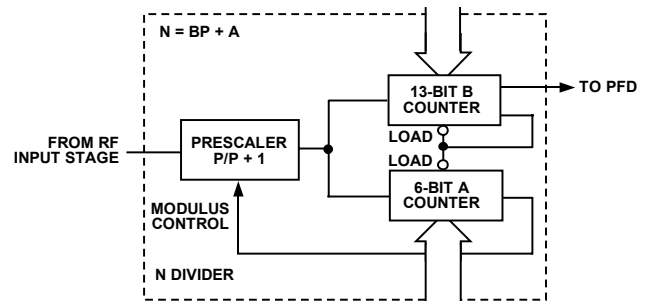 N = BP + A
13-BIT B
COUNTER
TO PFD
FROM RF
INPUT STAGE
PRESCALER
P/P + 1
LOAD
LOAD
6-BIT A
COUNTER
MODULUS
CONTROL
N DIVIDER